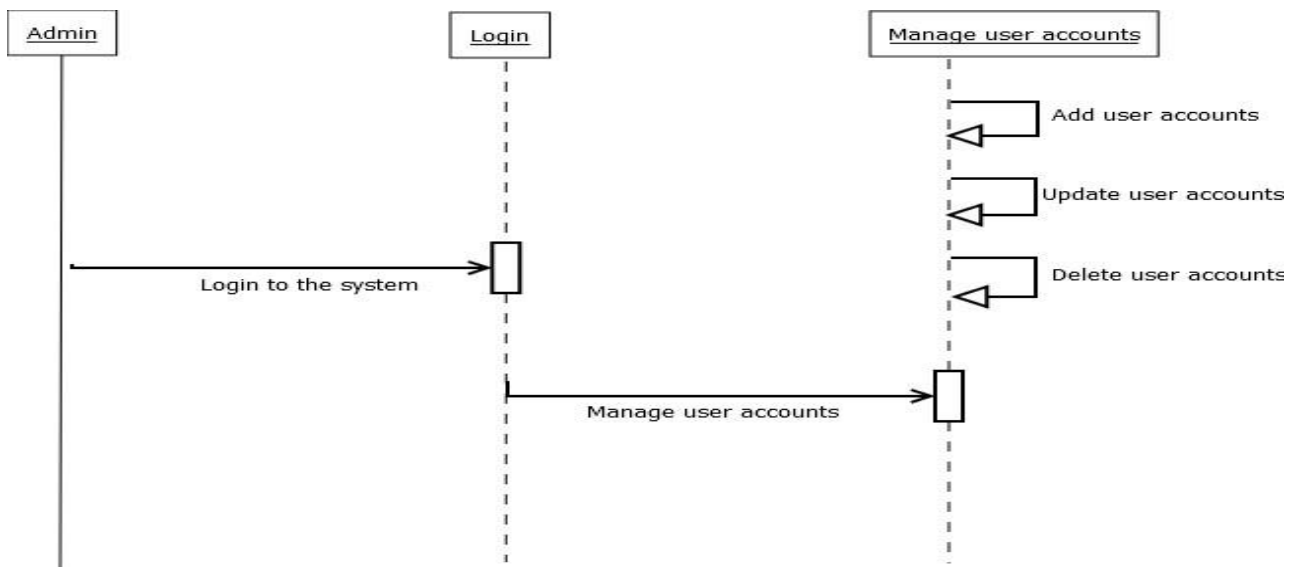 Admin
Login
Manage user accounts
Add user accounts
Update user accounts
Delete user accounts
Login to the system
Manage user accounts